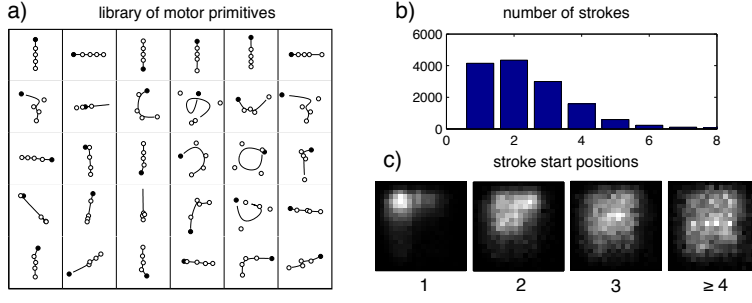 a) library of motor primitives
b) number of strokes
6000
4000
2000
0
0 2 4 6 8
c) stroke start positions
1 2 3 ≥ 4